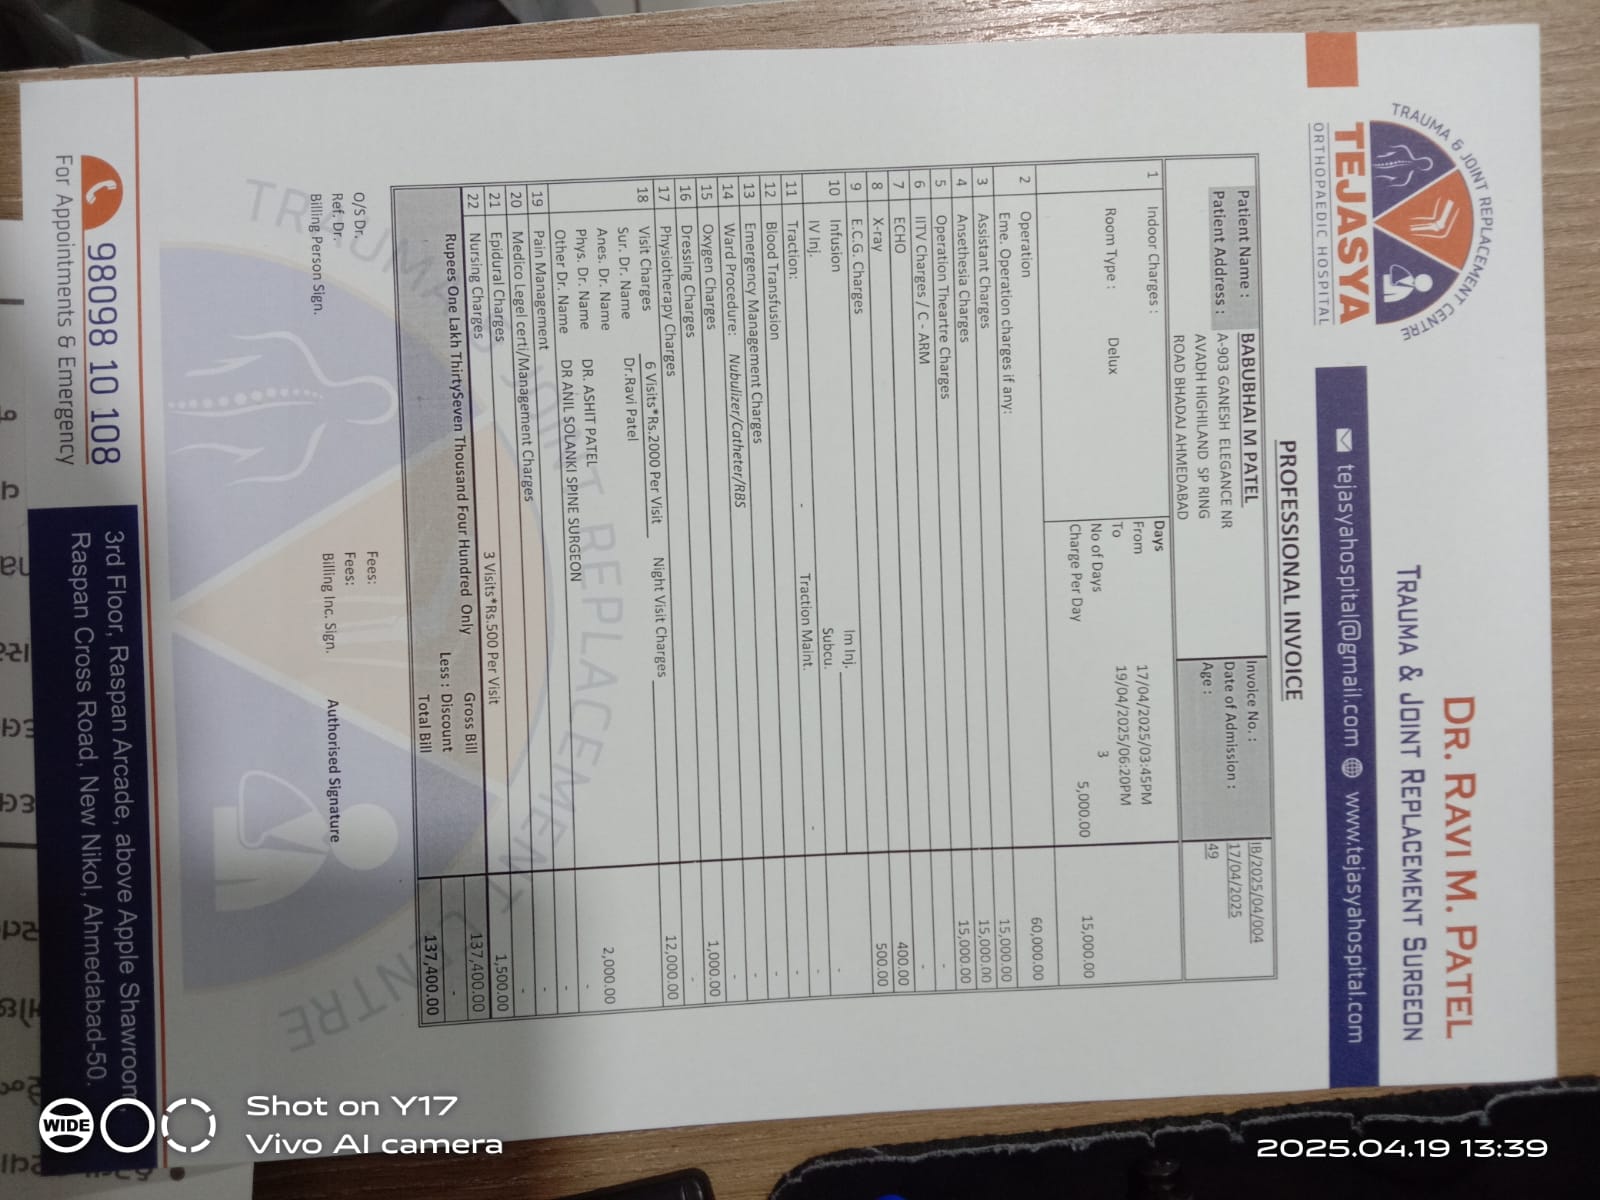 TRAUMA & JOINT REPLACEMENT CENTRE
TEJASYA
ORTHOPAEDIC HOSPITAL
DR. RAVI M. PATEL
TRAUMA & JOINT REPLACEMENT SURGEON
tejasyahospital@gmail.com www.tejasyahospital.com
PROFESSIONAL INVOICE
Patient Name : BABUBHAI M PATEL Invoice No. : IB/2025/04/004
Patient Address : A-903 GANESH ELEGANCE NR Date of Admission : 17/04/2025
AVADH HIGHILAND SP RING Age : 49
ROAD BHADAJ AHMEDABAD
1 Indoor Charges : Days
From 17/04/2025/03:45PM
Room Type : Delux To 19/04/2025/06:20PM
No of Days 3
Charge Per Day 5,000.00 15,000.00
2 Operation 60,000.00
Eme. Operation charges if any: 15,000.00
3 Assistant Charges 15,000.00
4 Ansethesia Charges 15,000.00
5 Operation Theartre Charges -
6 IITV Charges / C - ARM -
7 ECHO 400.00
8 X-ray 500.00
9 E.C.G. Charges
10 Infusion Im Inj. -
IV Inj. Subcu. -
11 Traction: - Traction Maint. - -
12 Blood Transfusion -
13 Emergency Management Charges -
14 Ward Procedure: Nubulizer/Catheter/RBS -
15 Oxygen Charges 1,000.00
16 Dressing Charges -
17 Physiotherapy Charges 12,000.00
18 Visit Charges 6 Visits*Rs.2000 Per Visit Night Visit Charges
Sur. Dr. Name Dr.Ravi Patel
Anes. Dr. Name 2,000.00
Phys. Dr. Name DR. ASHIT PATEL -
Other Dr. Name DR ANIL SOLANKI SPINE SURGEON -
19 Pain Management -
20 Medico Legel certi/Management Charges -
21 Epidural Charges 1,500.00
22 Nursing Charges 3 Visits*Rs.500 Per Visit 137,400.00
Gross Bill
Rupees One Lakh ThirtySeven Thousand Four Hundred Only Less : Discount -
Total Bill 137,400.00
O/S Dr. Fees:
Ref. Dr. Fees:
Billing Person Sign. Billing Inc. Sign. Authorised Signature
TRAUMA & JOINT REPLACEMENT CENTRE
98098 10 108
For Appointments & Emergency
3rd Floor, Raspan Arcade, above Apple Shawroom,
Raspan Cross Road, New Nikol, Ahmedabad-50.
WIDE
Shot on Y17
Vivo AI camera
2025.04.19 13:39